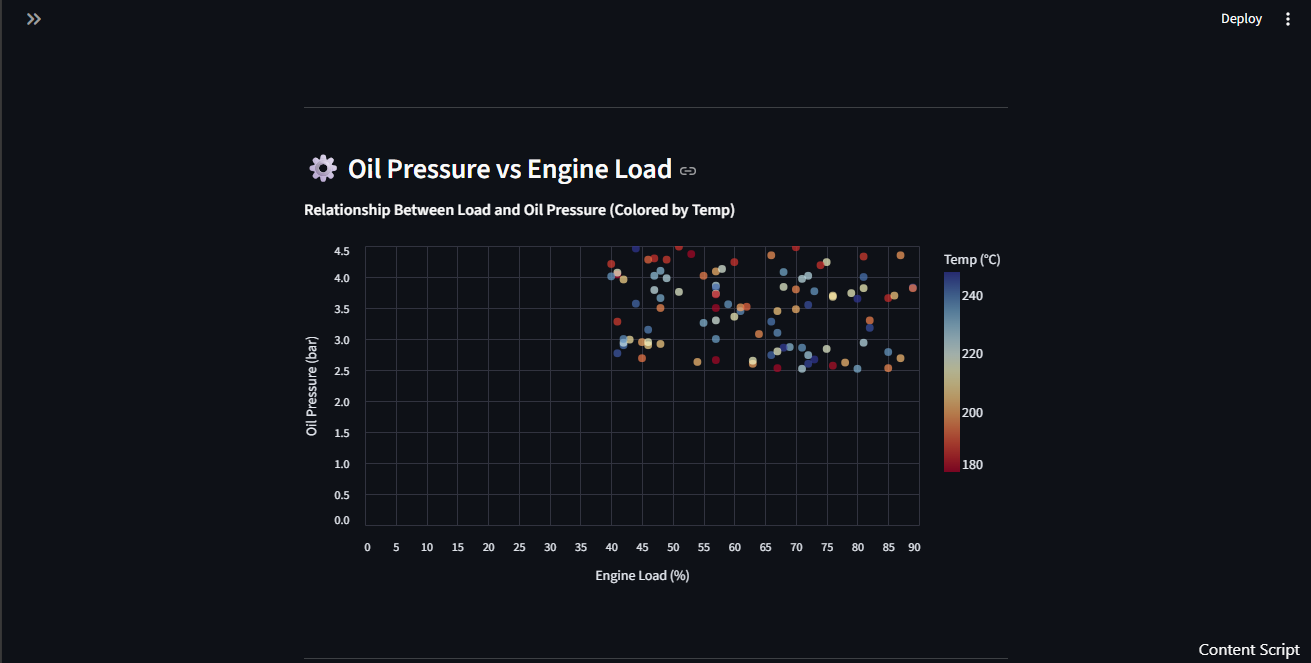 Deploy
Oil Pressure vs Engine Load
Relationship Between Load and Oil Pressure (Colored by Temp)
4.5
4.0
3.5
3.0
2.5
2.0
1.5
1.0
0.5
0.0
Oil Pressure (bar)
0 5 10 15 20 25 30 35 40 45 50 55 60 65 70 75 80 85 90
Engine Load (%)
Temp (°C)
240
220
200
180
Content Script